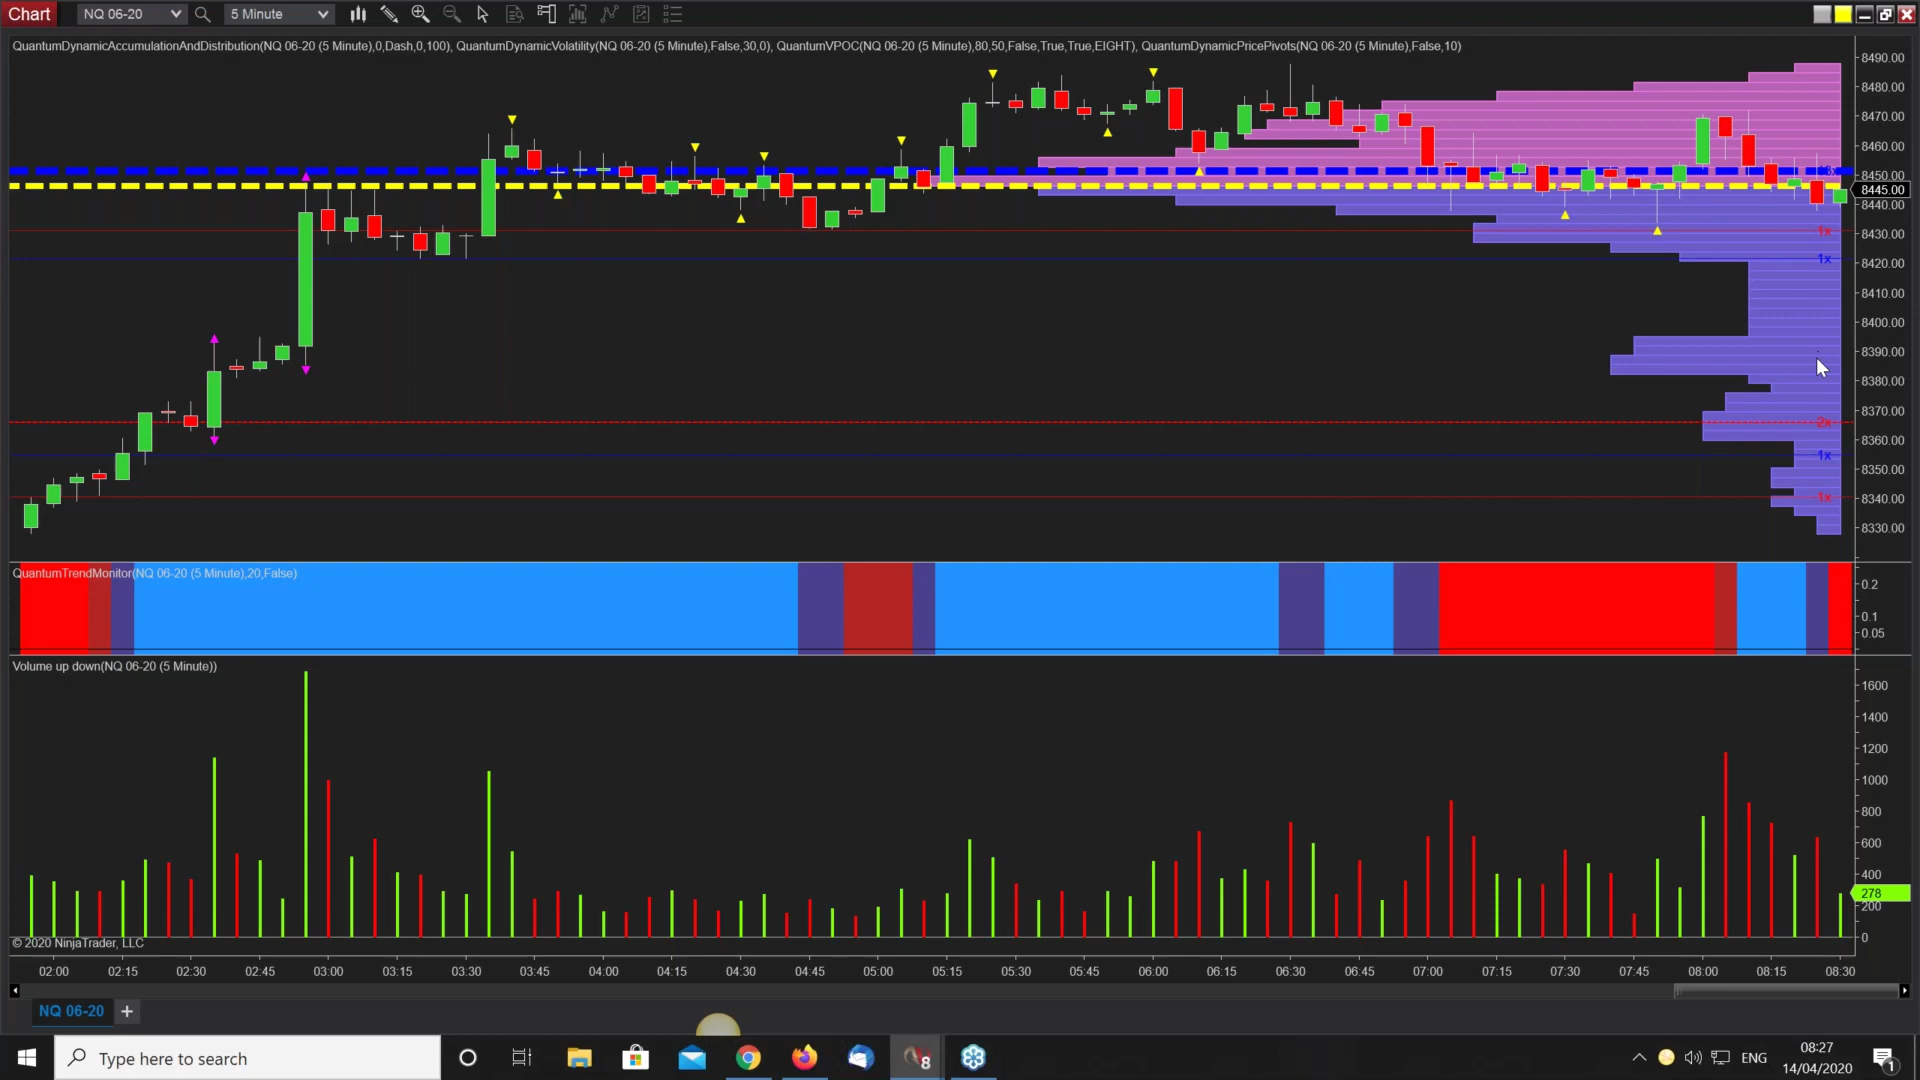 Chart NQ 06-20 5 Minute
QuantumDynamicAccumulationAndDistribution(NQ 06-20 (5 Minute),0,Dash,0,100), QuantumDynamicVolatility(NQ 06-20 (5 Minute),False,30,0), QuantumVPOC(NQ 06-20 (5 Minute),80,50,False,True,True,EIGHT), QuantumDynamicPricePivots(NQ 06-20 (5 Minute),False,10)
8490.00
8480.00
8470.00
8460.00
8450.00
8445.00
8440.00
1x 8430.00
1x 8420.00
8410.00
8400.00
8390.00
8380.00
8370.00
2x
8360.00
1x
8350.00
1x 8340.00
8330.00
QuantumTrendMonitor(NQ 06-20 (5 Minute),20,False)
0.2
0.1
0.05
Volume up down(NQ 06-20 (5 Minute))
1600
1400
1200
1000
800
600
400
278
200
0
© 2020 NinjaTrader, LLC
02:00 02:15 02:30 02:45 03:00 03:15 03:30 03:45 04:00 04:15 04:30 04:45 05:00 05:15 05:30 05:45 06:00 06:15 06:30 06:45 07:00 07:15 07:30 07:45 08:00 08:15 08:30
NQ 06-20 +
Type here to search
8
ENG
08:27
14/04/2020
1